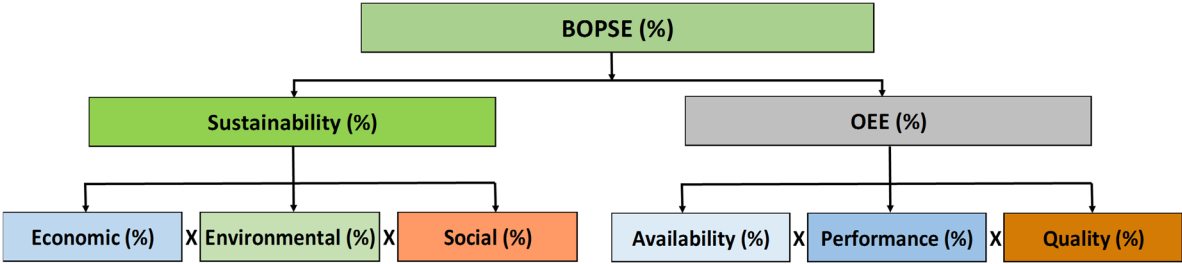 BOPSE (%)
Sustainability (%)
OEE (%)
Economic (%) X Environmental (%) X Social (%)
Availability (%) X Performance (%) X Quality (%)